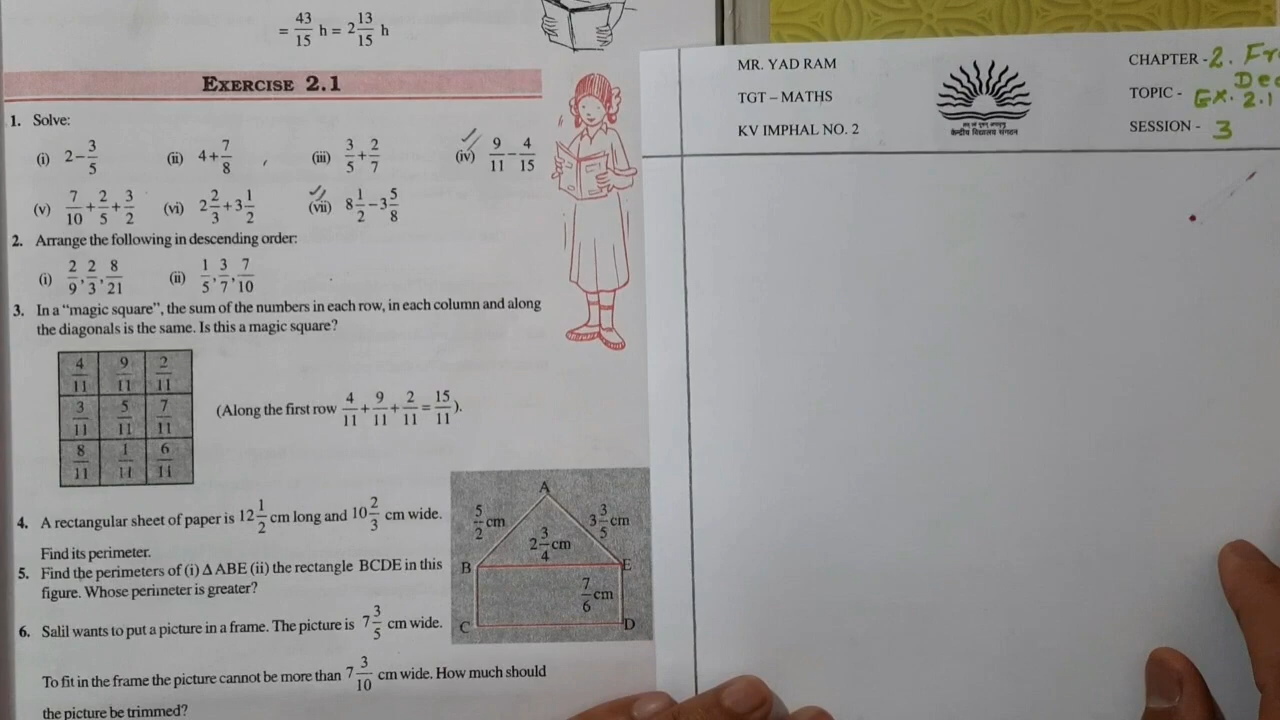 = 43/15 h = 2 13/15 h
EXERCISE 2.1
1. Solve:
(i) 2 – 3/5 (ii) 4 + 7/8 (iii) 3/5 + 2/7 (iv) 9/11 – 4/15
(v) 7/10 + 2/5 + 3/2 (vi) 2 2/3 + 3 1/2 (vii) 8 1/2 – 3 5/8
2. Arrange the following in descending order:
(i) 2/9, 2/3, 8/21 (ii) 1/5, 3/7, 7/10
3. In a “magic square”, the sum of the numbers in each row, in each column and along
the diagonals is the same. Is this a magic square?
4/11 9/11 2/11
3/11 5/11 7/11
8/11 1/11 6/11
(Along the first row 4/11 + 9/11 + 2/11 = 15/11).
4. A rectangular sheet of paper is 12 1/2 cm long and 10 2/3 cm wide.
Find its perimeter.
5. Find the perimeters of (i) Δ ABE (ii) the rectangle BCDE in this
figure. Whose perimeter is greater?
6. Salil wants to put a picture in a frame. The picture is 7 3/5 cm wide.
To fit in the frame the picture cannot be more than 7 3/10 cm wide. How much should
the picture be trimmed?
A
5/2 cm 3 3/5 cm
2 3/4 cm
B E
7/6 cm
C D
MR. YAD RAM
TGT – MATHS
KV IMPHAL NO. 2
केन्द्रीय विद्यालय संगठन
CHAPTER - 2. Fr
Dec
TOPIC - Ex. 2.1
SESSION - 3